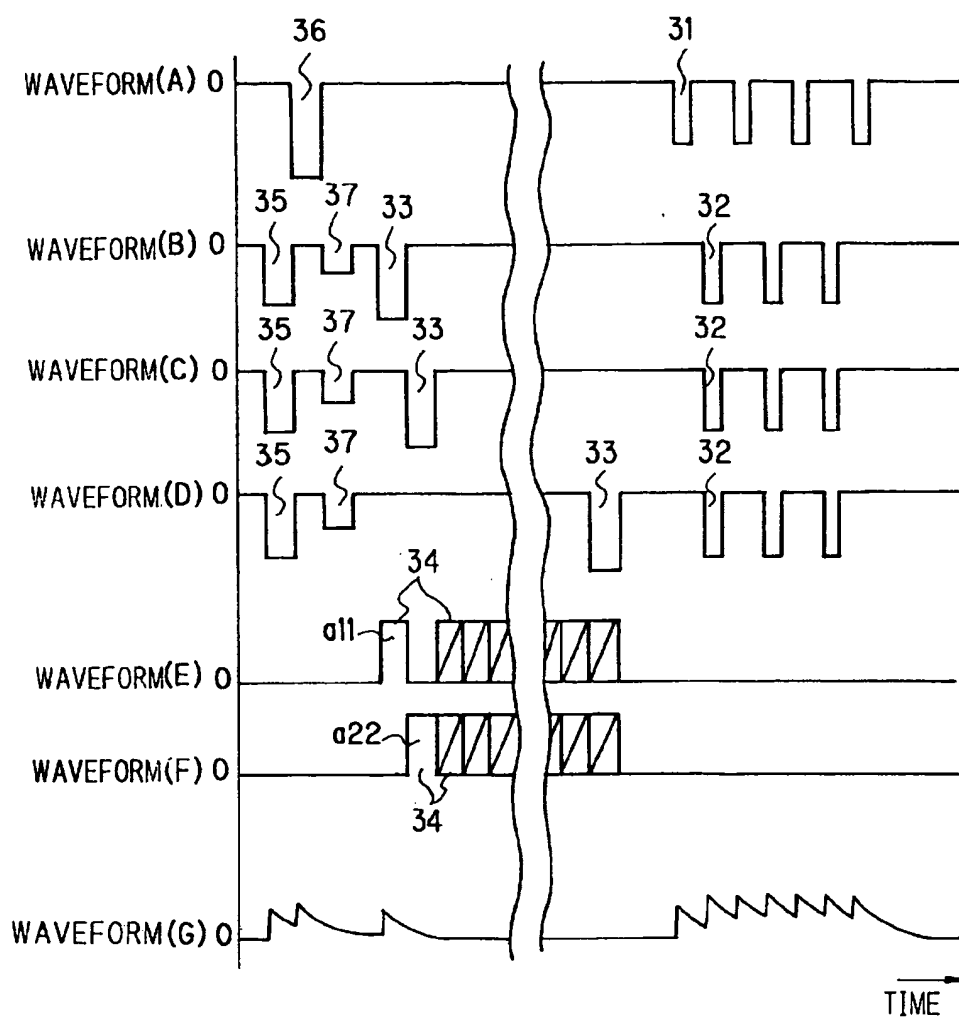 36
31
WAVEFORM(A) 0
35
37
33
32
WAVEFORM(B) 0
35
37
33
32
WAVEFORM(C) 0
35
37
33
32
WAVEFORM(D) 0
34
a11
WAVEFORM(E) 0
a22
WAVEFORM(F) 0
34
WAVEFORM(G) 0
TIME